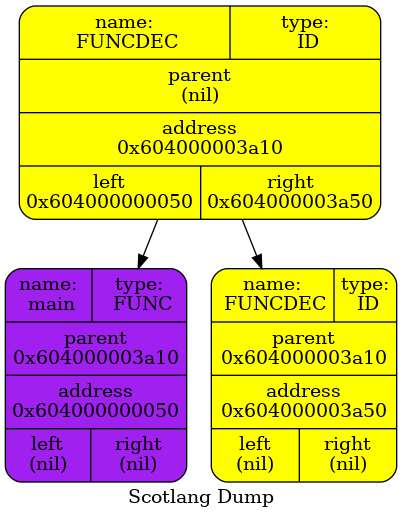 name: type:
FUNCDEC ID
parent
(nil)
address
0x604000003a10
left right
0x604000000050 0x604000003a50
name: type:
main FUNC
parent
0x604000003a10
address
0x604000000050
left right
(nil) (nil)
name: type:
FUNCDEC ID
parent
0x604000003a10
address
0x604000003a50
left right
(nil) (nil)
Scotlang Dump